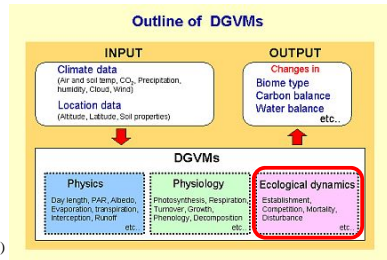 Outline of DGVMs
INPUT
Climate data
(Air and soil temp, CO₂, Precipitation,
humidity, Cloud, Wind)
Location data
(Altitude, Latitude, Soil properties)
OUTPUT
Changes in
Biome type
Carbon balance
Water balance
etc..
DGVMs
Physics
Day length, PAR, Albedo,
Evaporation, transpiration,
Interception, Runoff
etc..
Physiology
Photosynthesis, Respiration,
Turnover, Growth,
Phenology, Decomposition
etc..
Ecological dynamics
Establishment,
Competition, Mortality,
Disturbance
etc..
)